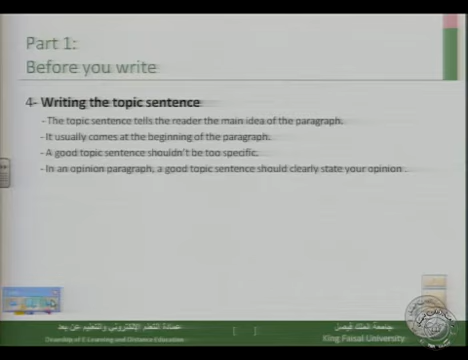 Part 1:
Before you write
4- Writing the topic sentence
- The topic sentence tells the reader the main idea of the paragraph.
- It usually comes at the beginning of the paragraph.
- A good topic sentence shouldn't be too specific.
- In an opinion paragraph, a good topic sentence should clearly state your opinion .
عمادة التعلم الإلكتروني والتعليم عن بعد
Deanship of E-Learning and Distance Education
[ ]
جامعة الملك فيصل
King Faisal University